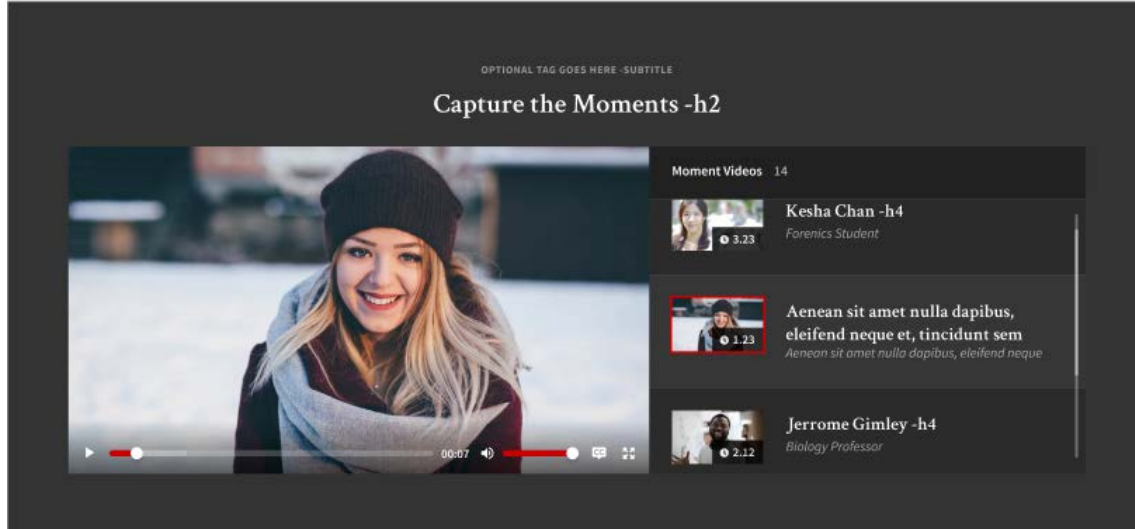 OPTIONAL TAG GOES HERE -SUBTITLE
Capture the Moments -h2
Moment Videos 14
Kesha Chan -h4
Forenics Student
3.23
Aenean sit amet nulla dapibus,
eleifend neque et, tincidunt sem
Aenean sit amet nulla dapibus, eleifend neque
1.23
Jerrome Gimley -h4
Biology Professor
2.12
00:07
CC